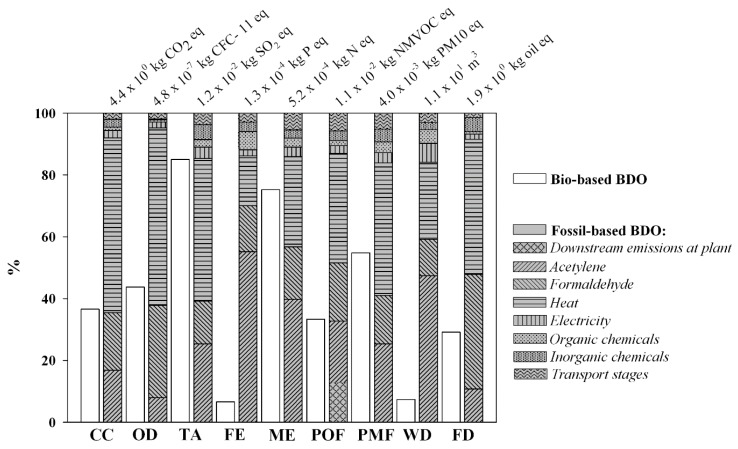 4.4 x 10⁰ kg CO₂ eq
4.8 x 10⁻⁷ kg CFC- 11 eq
1.2 x 10⁻² kg SO₂ eq
1.3 x 10⁻⁴ kg P eq
5.2 x 10⁻⁴ kg N eq
1.1 x 10⁻² kg NMVOC eq
4.0 x 10⁻³ kg PM10 eq
1.1 x 10¹ m³
1.9 x 10⁰ kg oil eq
100
80
60
40
20
0
%
CC OD TA FE ME POF PMF WD FD
Bio-based BDO
Fossil-based BDO:
Downstream emissions at plant
Acetylene
Formaldehyde
Heat
Electricity
Organic chemicals
Inorganic chemicals
Transport stages